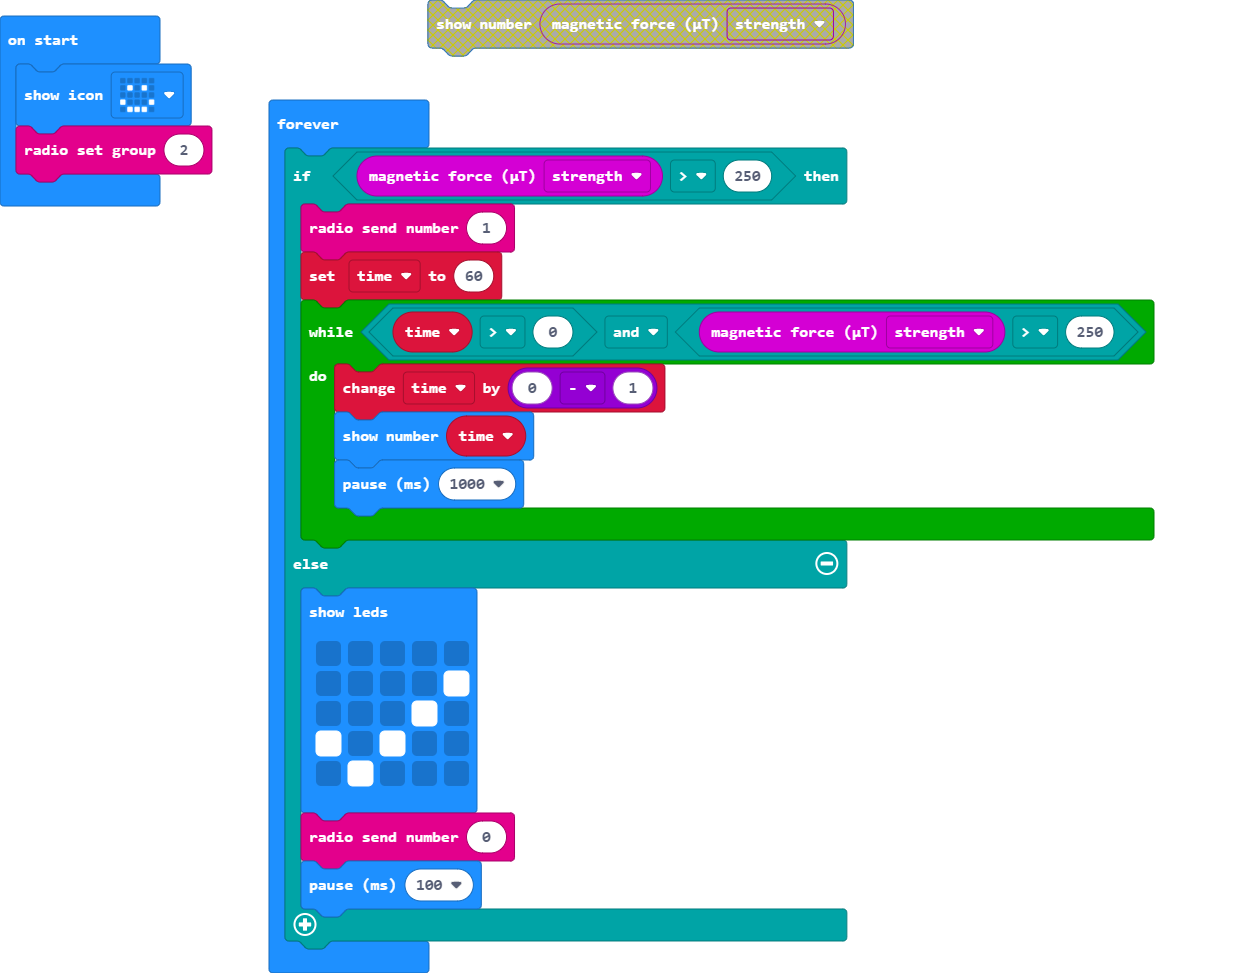 show number magnetic force (µT) strength
on start
show icon
radio set group 2
forever
if magnetic force (µT) strength > 250 then
radio send number 1
set time to 60
while time > 0 and magnetic force (µT) strength > 250
do
change time by 0 - 1
show number time
pause (ms) 1000
else
show leds
radio send number 0
pause (ms) 100